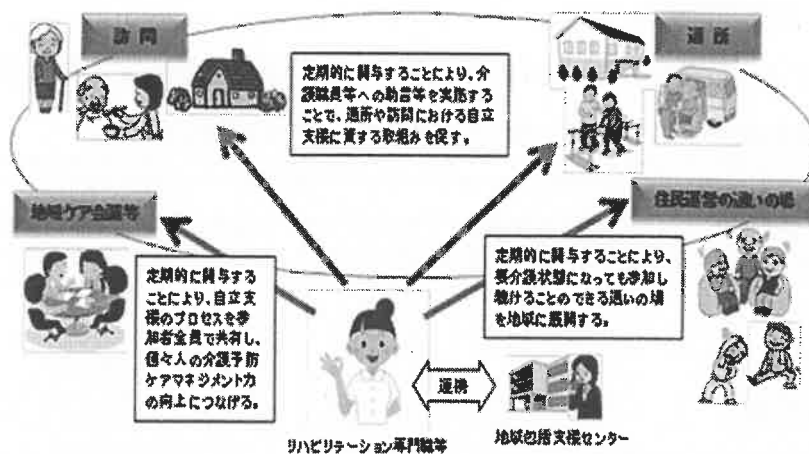 訪問
通所
定期的に関与することにより、介
護職員等への助言等を実施する
ことで、通所や訪問における自立
支援に資する取組みを促す。
地域ケア会議等
住民運営の通いの場
定期的に関与する
ことにより、自立支
援のプロセスを参
加者全員で共有し、
個々人の介護予防
ケアマネジメント力
の向上につなげる。
定期的に関与することにより、
要介護状態になっても参加し
続けることのできる通いの場
を地域に展開する。
連携
リハビリテーション専門職等
地域包括支援センター